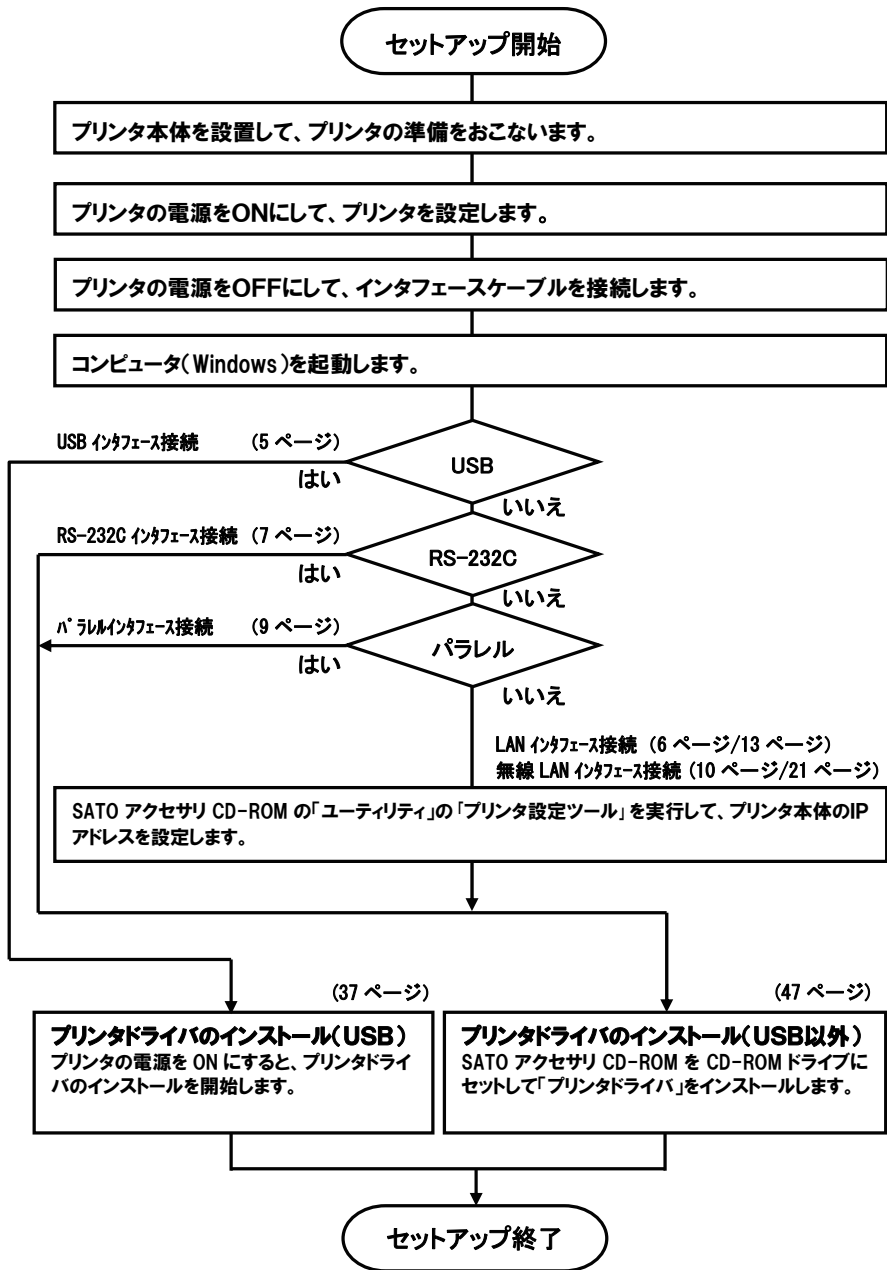 セットアップ開始
プリンタ本体を設置して、プリンタの準備をおこないます。
プリンタの電源をONにして、プリンタを設定します。
プリンタの電源をOFFにして、インタフェースケーブルを接続します。
コンピュータ(Windows)を起動します。
USB ｲﾝﾀﾌｪｰｽ接続 (5 ページ)
はい
USB
いいえ
RS-232C ｲﾝﾀﾌｪｰｽ接続 (7 ページ)
はい
RS-232C
いいえ
ﾊﾟﾗﾚﾙｲﾝﾀﾌｪｰｽ接続 (9 ページ)
はい
パラレル
いいえ
LAN ｲﾝﾀﾌｪｰｽ接続 (6 ページ/13 ページ)
無線 LAN ｲﾝﾀﾌｪｰｽ接続 (10 ページ/21 ページ)
SATO アクセサリ CD-ROM の「ユーティリティ」の「プリンタ設定ツール」を実行して、プリンタ本体のIP
アドレスを設定します。
(37 ページ)
プリンタドライバのインストール(USB)
プリンタの電源を ON にすると、プリンタドライ
バのインストールを開始します。
(47 ページ)
プリンタドライバのインストール(USB以外)
SATO アクセサリ CD-ROM を CD-ROM ドライブに
セットして「プリンタドライバ」をインストールします。
セットアップ終了